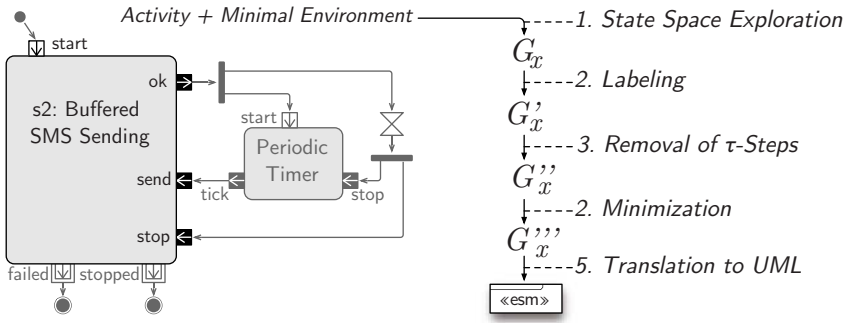 Activity + Minimal Environment
1. State Space Exploration
start
G_x
ok
2. Labeling
s2: Buffered
SMS Sending
start
G'_x
Periodic
Timer
3. Removal of τ-Steps
send
tick
stop
G''_x
2. Minimization
stop
G'''_x
failed
stopped
5. Translation to UML
«esm»